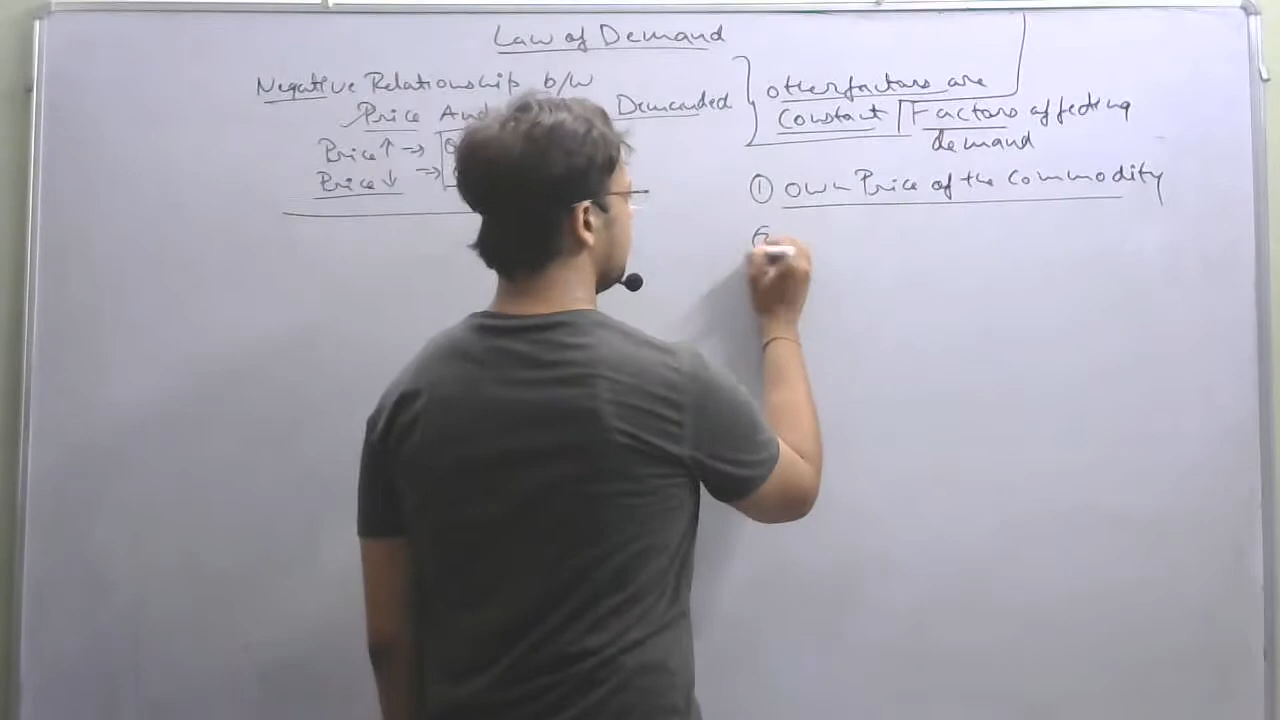 Law of Demand
Negative Relationship b/w
Price And Demanded
Price ↑ →
Price ↓ →
other factors are
Constant
Factors affecting
demand
① Own Price of the Commodity